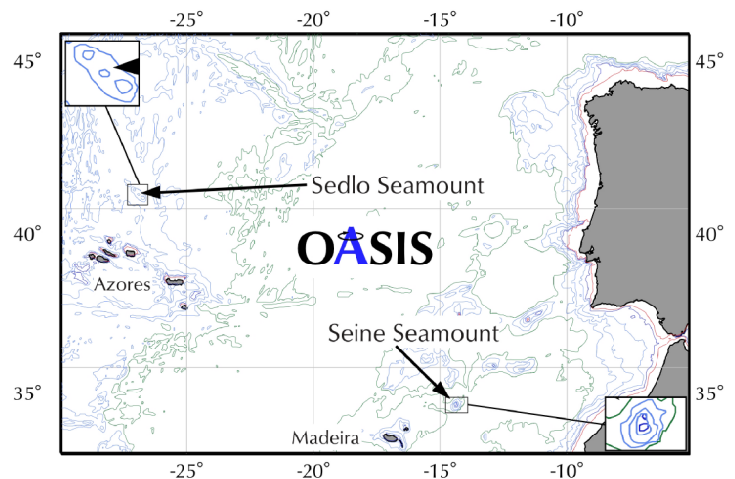 -25° -20° -15° -10°
45° 45°
Sedlo Seamount
40° 40°
OASIS
Azores
Seine Seamount
35° 35°
Madeira
-25° -20° -15° -10°